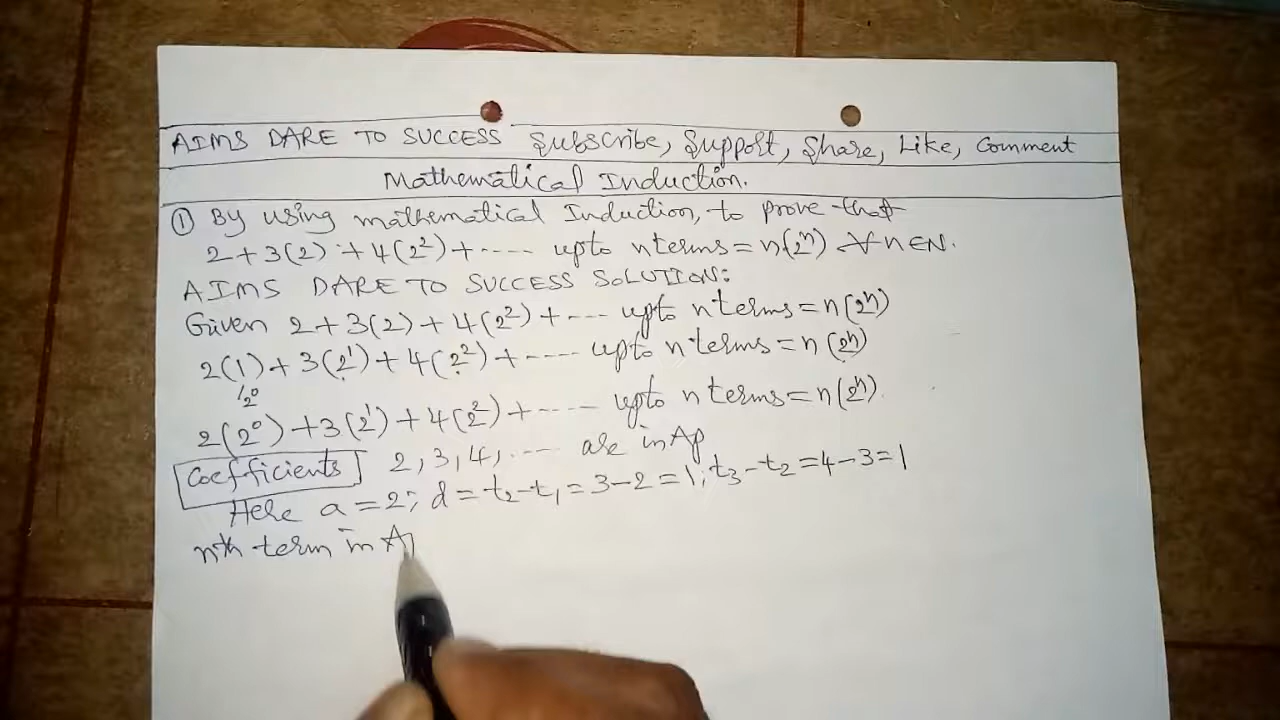 AIMS DARE TO SUCCESS Subscribe, Support, Share, Like, Comment
Mathematical Induction.
① By using mathematical Induction, to prove that
2+3(2)+4(2²)+----- upto n terms = n(2ⁿ) ∀n∈N.
AIMS DARE TO SUCCESS SOLUTION:
Given 2+3(2)+4(2²)+---- upto n terms = n(2ⁿ)
2(1)+3(2¹)+4(2²)+----- upto n terms = n(2ⁿ)
2⁰
2(2⁰)+3(2¹)+4(2²)+----- upto n terms = n(2ⁿ).
Coefficients 2,3,4,---- are in Ap
Here a=2; d=t₂-t₁=3-2=1; t₃-t₂=4-3=1
nth term in A